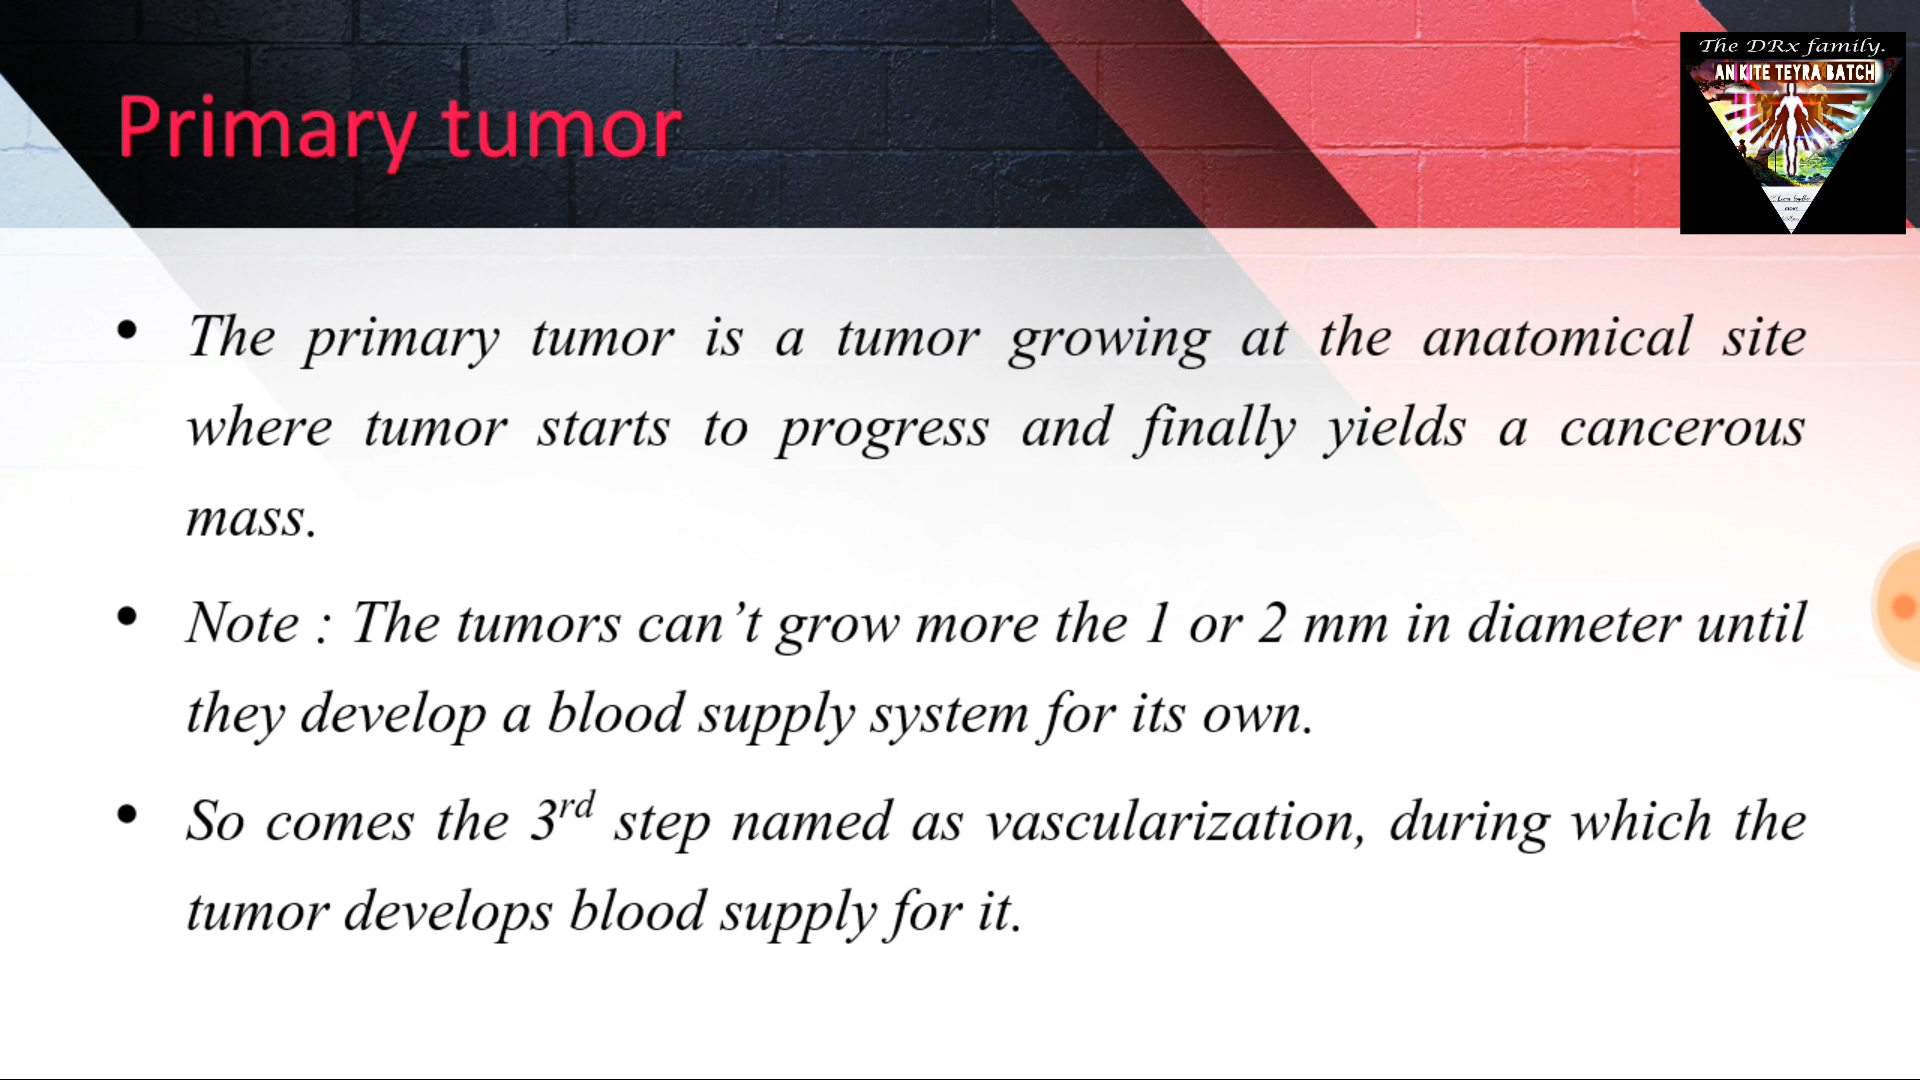 The DRx family.
AN KITE TEYRA BATCH
Primary tumor
• The primary tumor is a tumor growing at the anatomical site
where tumor starts to progress and finally yields a cancerous
mass.
• Note : The tumors can’t grow more the 1 or 2 mm in diameter until
they develop a blood supply system for its own.
• So comes the 3rd step named as vascularization, during which the
tumor develops blood supply for it.